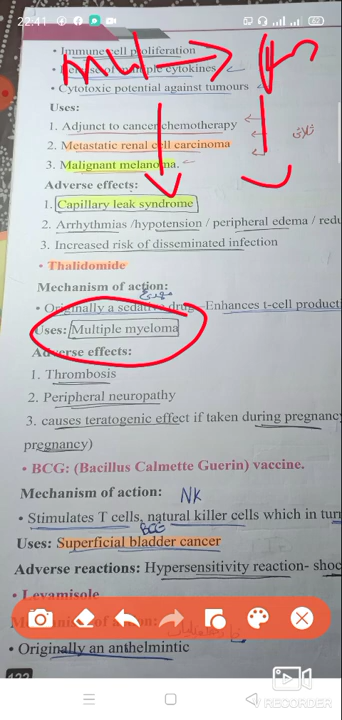 22:41
• Immune cell proliferation
multiple cytokines
• Cytotoxic potential against tumours
Uses:
1. Adjunct to cancer chemotherapy
2. Metastatic renal cell carcinoma
3. Malignant melanoma.
Adverse effects:
1. Capillary leak syndrome
2. Arrhythmias /hypotension / peripheral edema / redu
3. Increased risk of disseminated infection
• Thalidomide
Mechanism of action:
• Originally a sedative drug Enhances t-cell product
Uses: Multiple myeloma
Adverse effects:
1. Thrombosis
2. Peripheral neuropathy
3. causes teratogenic effect if taken during pregnancy
pregnancy)
• BCG: (Bacillus Calmette Guerin) vaccine.
Mechanism of action: NK
• Stimulates T cells, natural killer cells which in turn
BCG
Uses: Superficial bladder cancer
Adverse reactions: Hypersensitivity reaction- shoc
• Levamisole
• Originally an anthelmintic